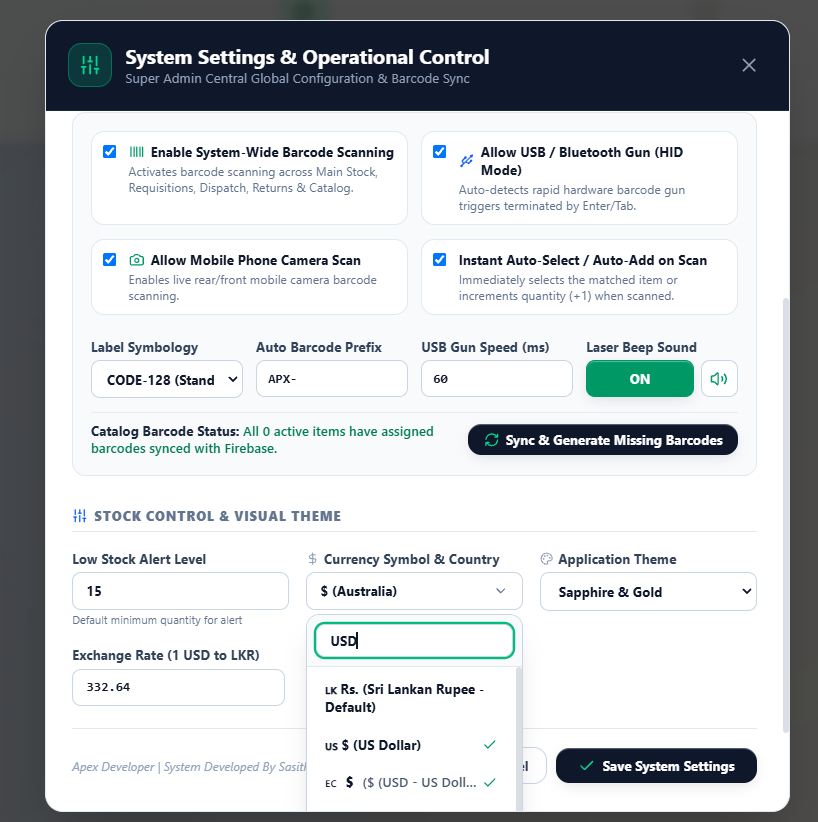 System Settings & Operational Control
Super Admin Central Global Configuration & Barcode Sync
Enable System-Wide Barcode Scanning
Activates barcode scanning across Main Stock,
Requisitions, Dispatch, Returns & Catalog.
Allow USB / Bluetooth Gun (HID
Mode)
Auto-detects rapid hardware barcode gun
triggers terminated by Enter/Tab.
Allow Mobile Phone Camera Scan
Enables live rear/front mobile camera barcode
scanning.
Instant Auto-Select / Auto-Add on Scan
Immediately selects the matched item or
increments quantity (+1) when scanned.
Label Symbology
Auto Barcode Prefix
USB Gun Speed (ms)
Laser Beep Sound
CODE-128 (Stand
APX-
60
ON
Catalog Barcode Status: All 0 active items have assigned
barcodes synced with Firebase.
Sync & Generate Missing Barcodes
STOCK CONTROL & VISUAL THEME
Low Stock Alert Level
$ Currency Symbol & Country
Application Theme
15
$ (Australia)
Sapphire & Gold
Default minimum quantity for alert
USD
Exchange Rate (1 USD to LKR)
332.64
LK Rs. (Sri Lankan Rupee -
Default)
US $ (US Dollar)
EC $ ($ (USD - US Doll...
Apex Developer | System Developed By Sasith
Save System Settings